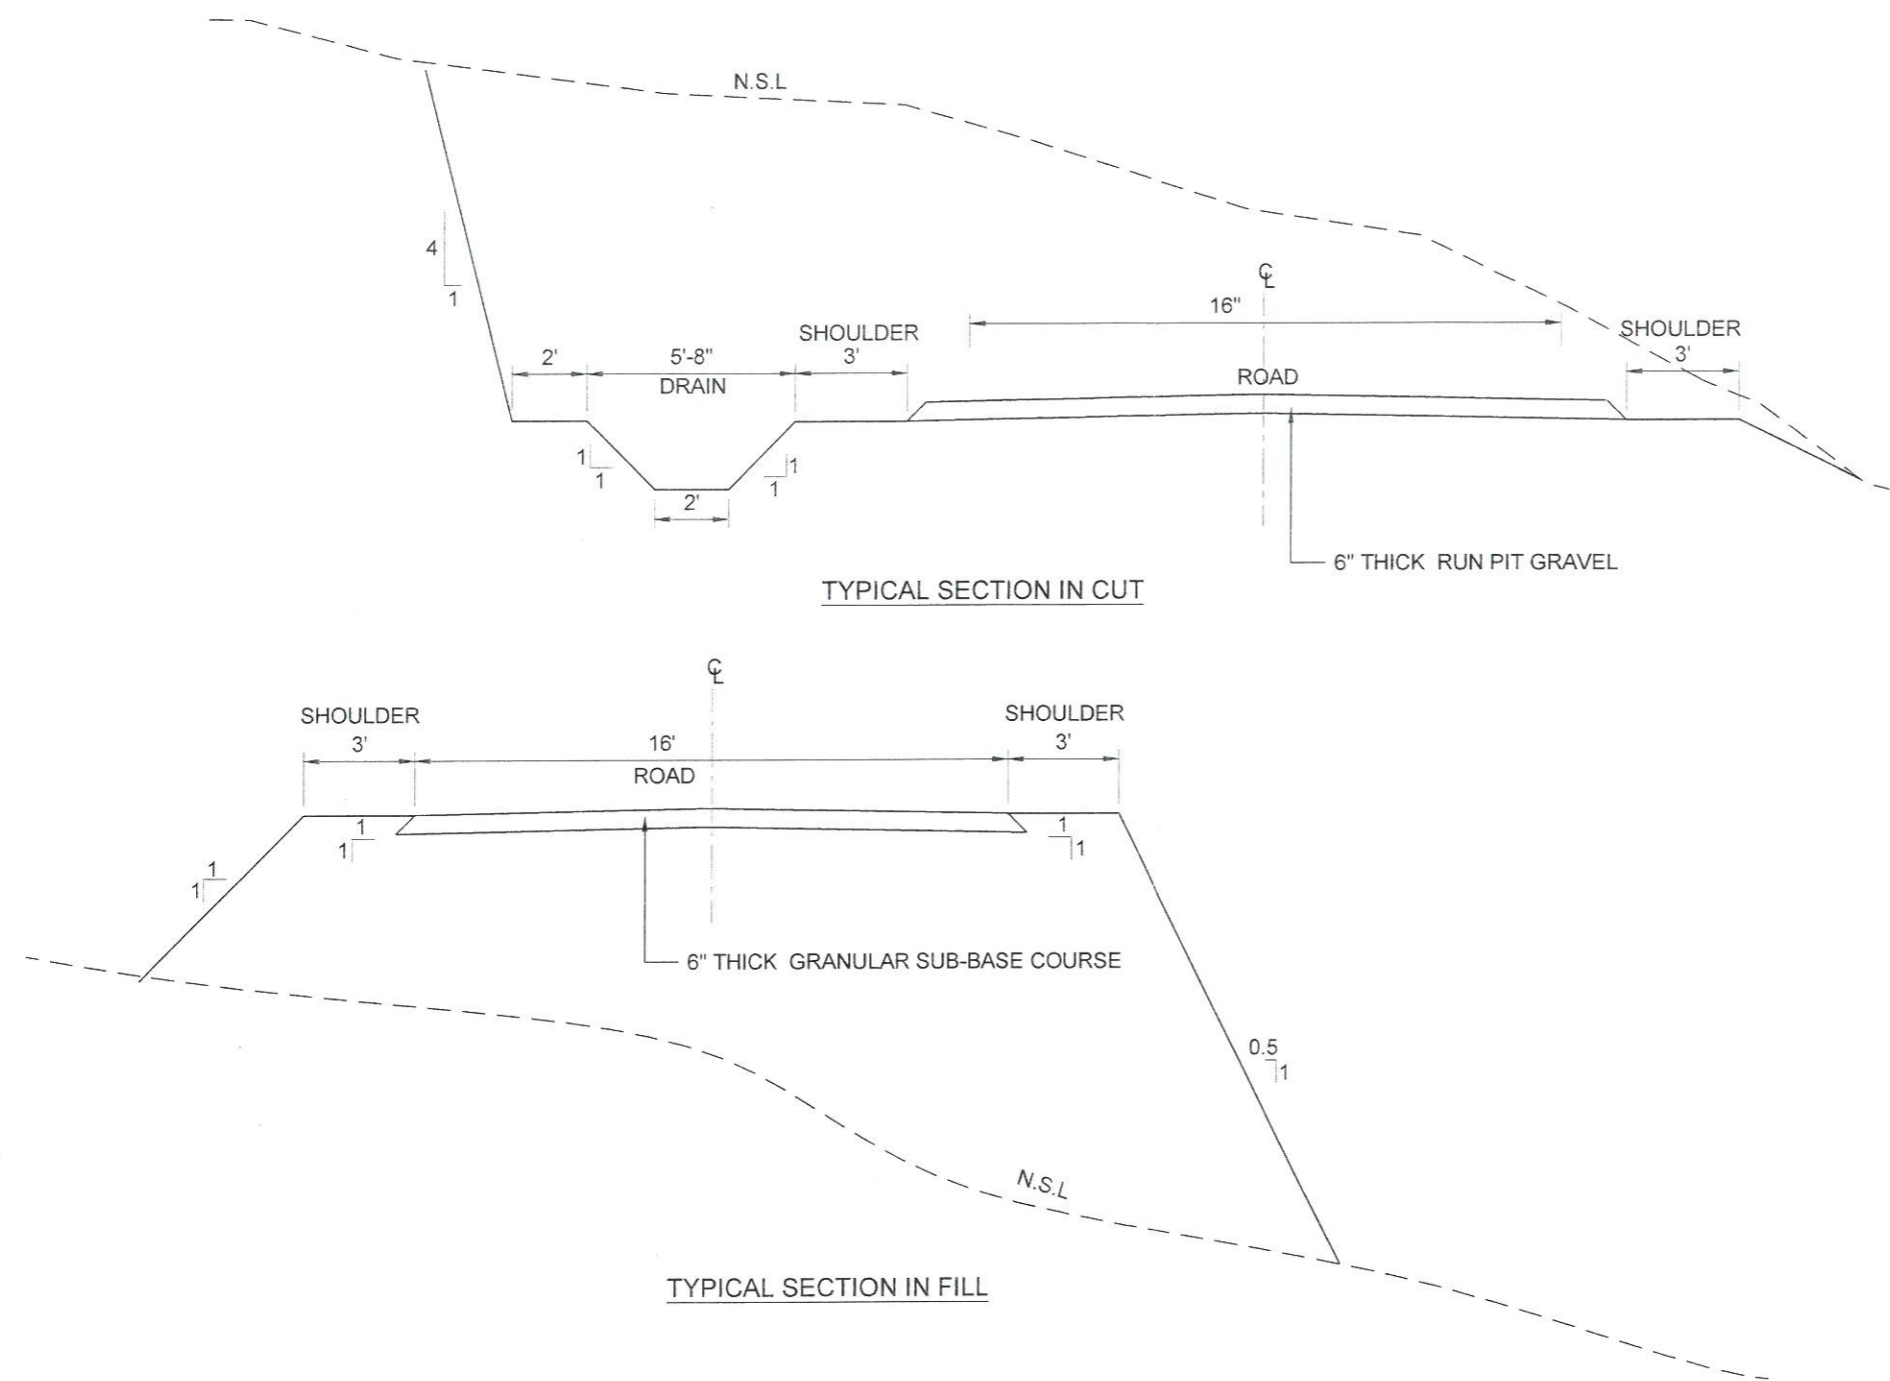 N.S.L
4
1
℄
16"
SHOULDER
3'
2'
5'-8"
DRAIN
SHOULDER
3'
ROAD
1
1
1
1
2'
6" THICK RUN PIT GRAVEL
TYPICAL SECTION IN CUT
℄
SHOULDER
3'
16'
ROAD
SHOULDER
3'
1
1
1
1
1
1
6" THICK GRANULAR SUB-BASE COURSE
0.5
1
N.S.L
TYPICAL SECTION IN FILL